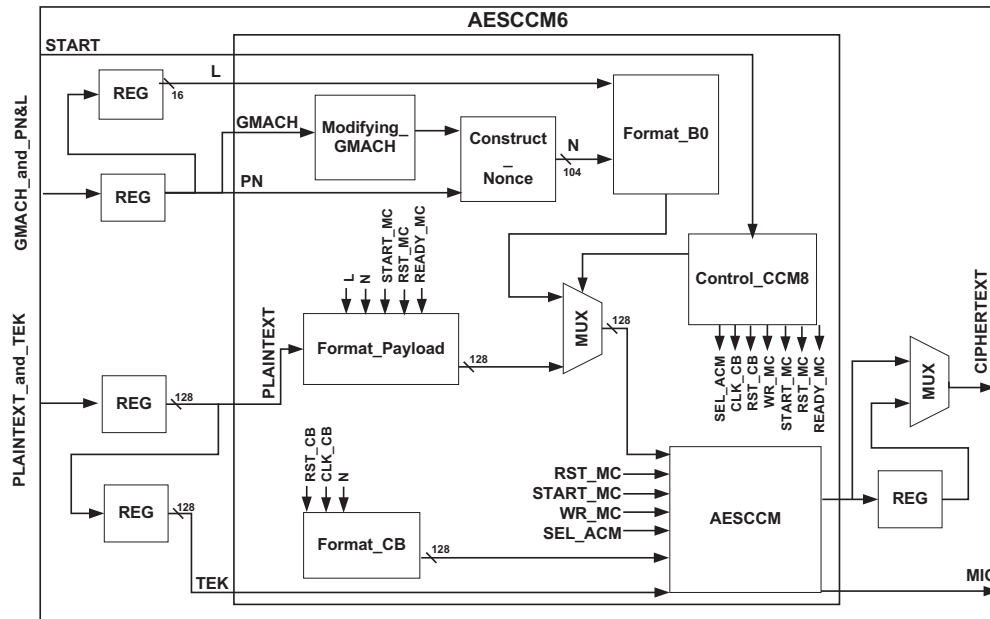 AESCCM6
START
GMACH_and_PN&L
REG
L
16
REG
GMACH
PN
Modifying_
GMACH
Construct
_
Nonce
N
104
Format_B0
L
N
START_MC
RST_MC
READY_MC
Control_CCM8
SEL_ACM
CLK_CB
RST_CB
WR_MC
START_MC
RST_MC
READY_MC
MUX
128
PLAINTEXT_and_TEK
REG
128
PLAINTEXT
Format_Payload
128
REG
128
TEK
RST_CB
CLK_CB
N
Format_CB
128
RST_MC
START_MC
WR_MC
SEL_ACM
AESCCM
MUX
REG
CIPHERTEXT
MIC